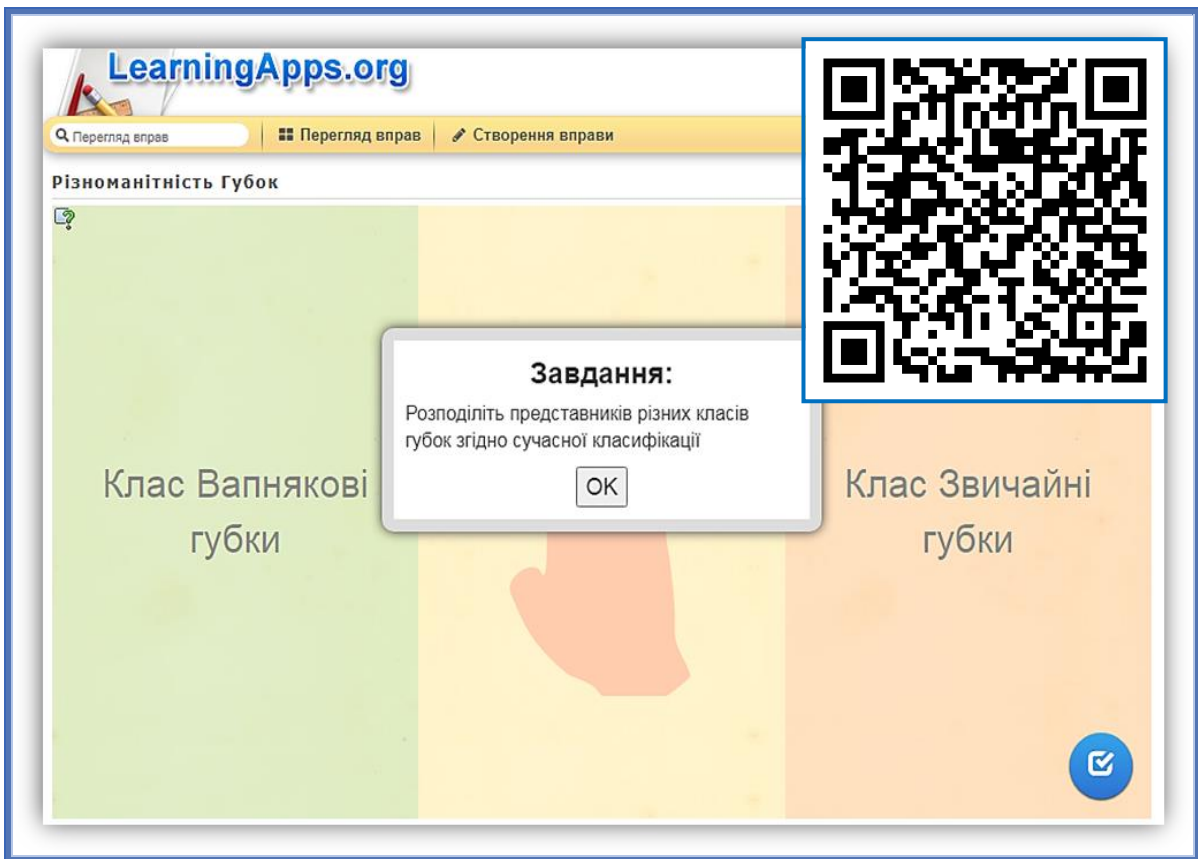 LearningApps.org
Перегляд вправ
Перегляд вправ
Створення вправи
Різноманітність Губок
Завдання:
Розподіліть представників різних класів
губок згідно сучасної класифікації
OK
Клас Вапнякові
губки
Клас Звичайні
губки